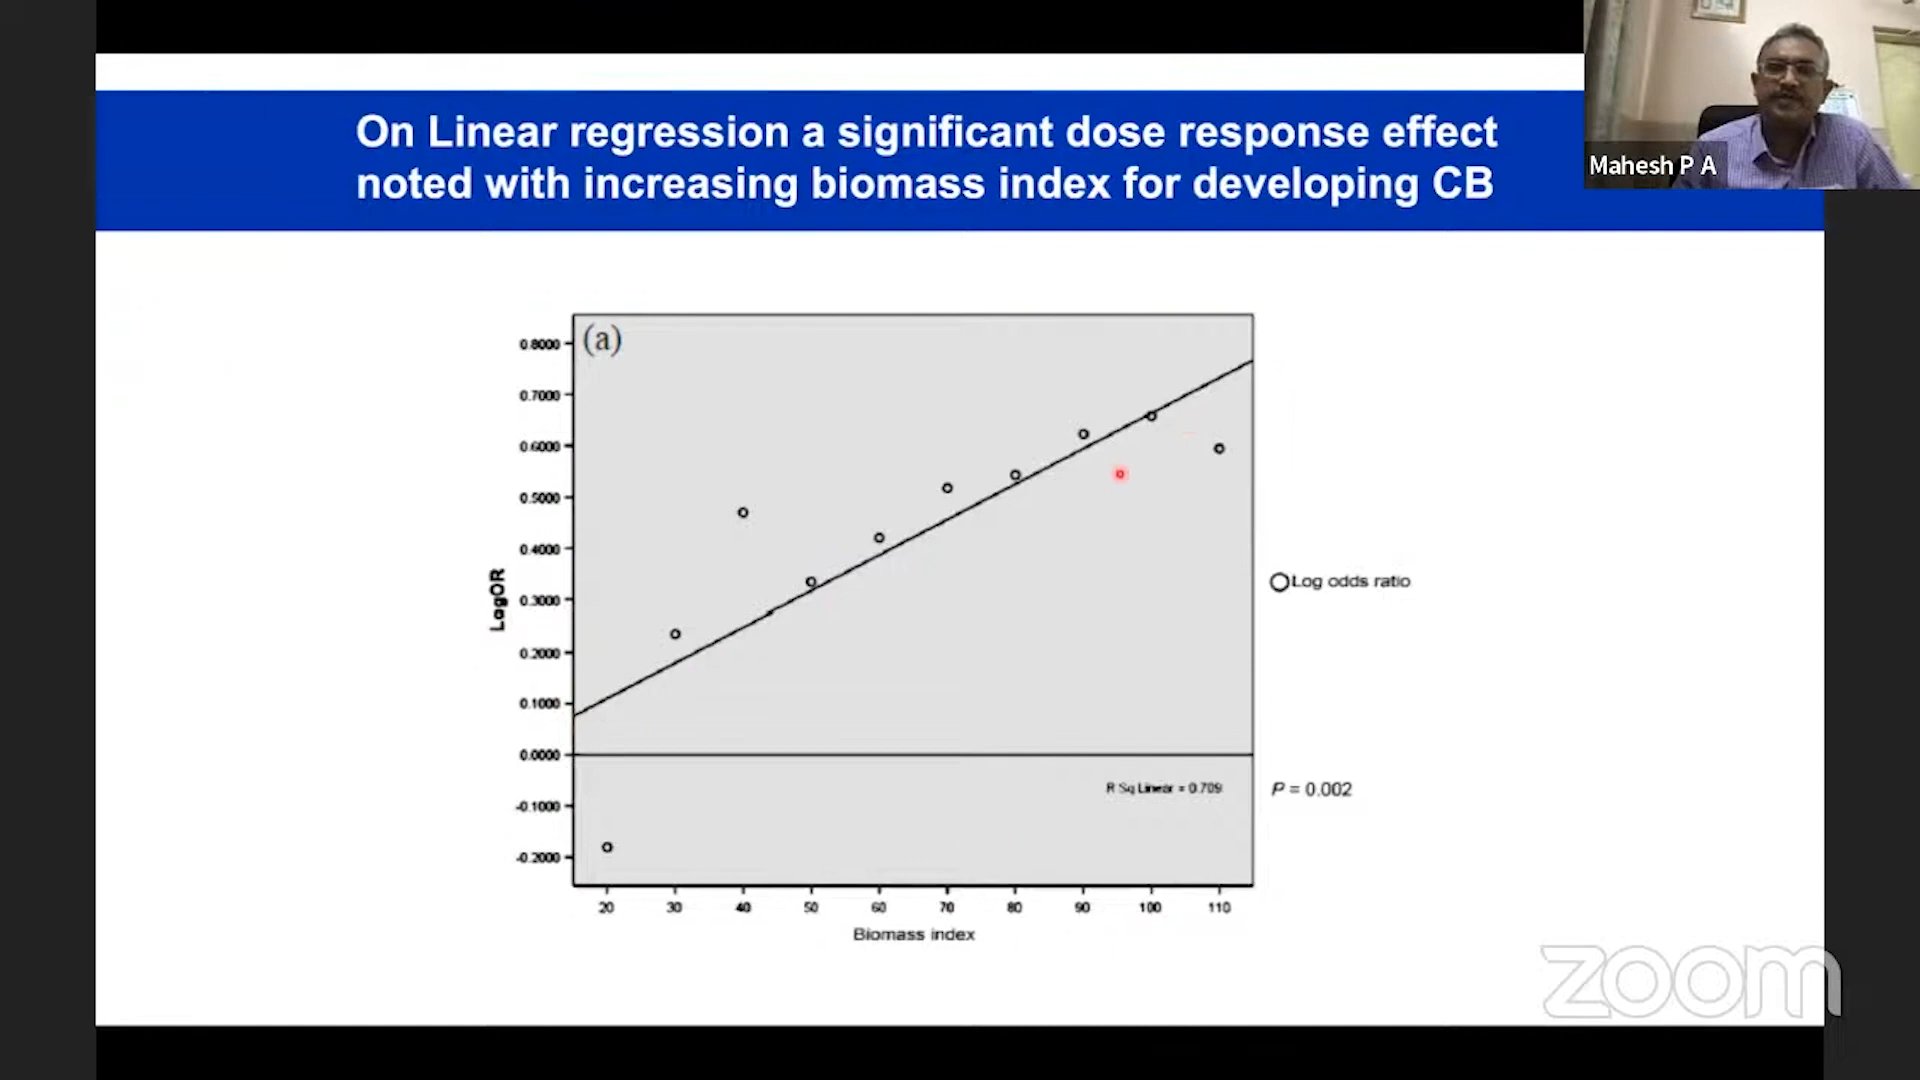 On Linear regression a significant dose response effect
noted with increasing biomass index for developing CB
Mahesh P A
(a)
0.8000
0.7000
0.6000
0.5000
0.4000
0.3000
0.2000
0.1000
0.0000
-0.1000
-0.2000
LogOR
Log odds ratio
R Sq Linear = 0.709
P = 0.002
20 30 40 50 60 70 80 90 100 110
Biomass index
zoom